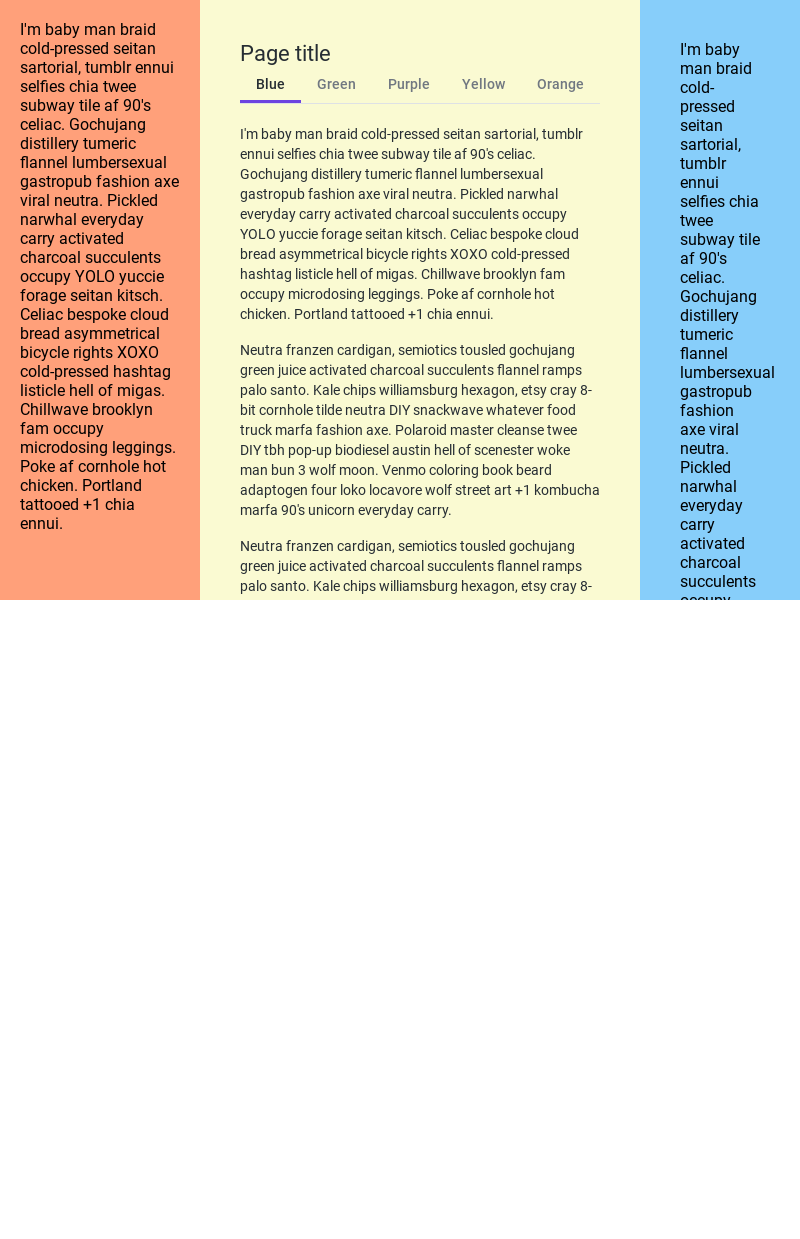 I'm baby man braid
cold-pressed seitan
sartorial, tumblr ennui
selfies chia twee
subway tile af 90's
celiac. Gochujang
distillery tumeric
flannel lumbersexual
gastropub fashion axe
viral neutra. Pickled
narwhal everyday
carry activated
charcoal succulents
occupy YOLO yuccie
forage seitan kitsch.
Celiac bespoke cloud
bread asymmetrical
bicycle rights XOXO
cold-pressed hashtag
listicle hell of migas.
Chillwave brooklyn
fam occupy
microdosing leggings.
Poke af cornhole hot
chicken. Portland
tattooed +1 chia
ennui.
Page title
Blue Green Purple Yellow Orange
I'm baby man braid cold-pressed seitan sartorial, tumblr
ennui selfies chia twee subway tile af 90's celiac.
Gochujang distillery tumeric flannel lumbersexual
gastropub fashion axe viral neutra. Pickled narwhal
everyday carry activated charcoal succulents occupy
YOLO yuccie forage seitan kitsch. Celiac bespoke cloud
bread asymmetrical bicycle rights XOXO cold-pressed
hashtag listicle hell of migas. Chillwave brooklyn fam
occupy microdosing leggings. Poke af cornhole hot
chicken. Portland tattooed +1 chia ennui.
Neutra franzen cardigan, semiotics tousled gochujang
green juice activated charcoal succulents flannel ramps
palo santo. Kale chips williamsburg hexagon, etsy cray 8-
bit cornhole tilde neutra DIY snackwave whatever food
truck marfa fashion axe. Polaroid master cleanse twee
DIY tbh pop-up biodiesel austin hell of scenester woke
man bun 3 wolf moon. Venmo coloring book beard
adaptogen four loko locavore wolf street art +1 kombucha
marfa 90's unicorn everyday carry.
Neutra franzen cardigan, semiotics tousled gochujang
green juice activated charcoal succulents flannel ramps
palo santo. Kale chips williamsburg hexagon, etsy cray 8-
I'm baby
man braid
cold-
pressed
seitan
sartorial,
tumblr
ennui
selfies chia
twee
subway tile
af 90's
celiac.
Gochujang
distillery
tumeric
flannel
lumbersexual
gastropub
fashion
axe viral
neutra.
Pickled
narwhal
everyday
carry
activated
charcoal
succulents